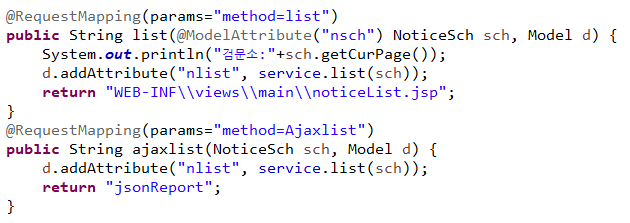 @RequestMapping(params="method=list")
public String list(@ModelAttribute("nsch") NoticeSch sch, Model d) {
    System.out.println("검문소:"+sch.getCurPage());
    d.addAttribute("nlist", service.list(sch));
    return "WEB-INF\\views\\main\\noticeList.jsp";
}
@RequestMapping(params="method=Ajaxlist")
public String ajaxlist(NoticeSch sch, Model d) {
    d.addAttribute("nlist", service.list(sch));
    return "jsonReport";
}